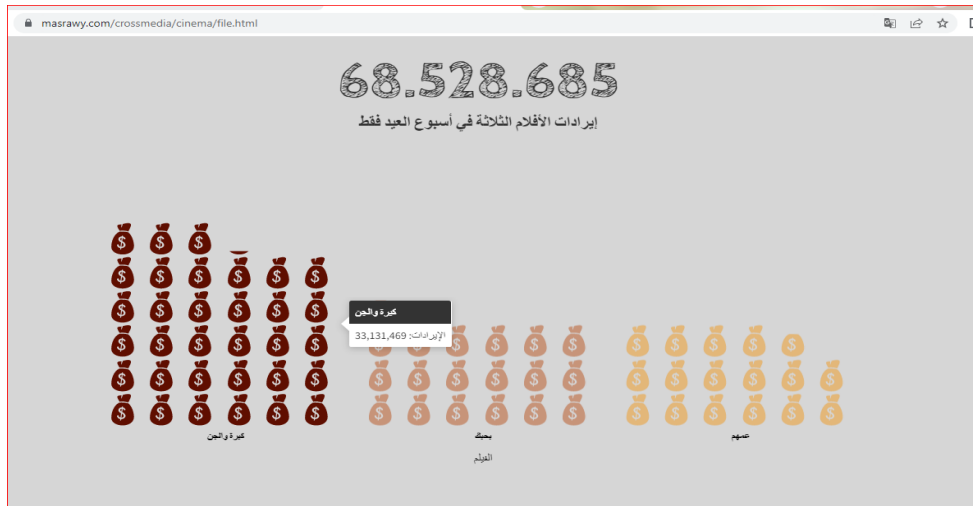 masrawy.com/crossmedia/cinema/file.html
68.528.685
إيرادات الأفلام الثلاثة في أسبوع العيد فقط
كيرة والجن
الإيرادات: 33,131,469
كيرة والجن
بحبك
عمهم
الفيلم